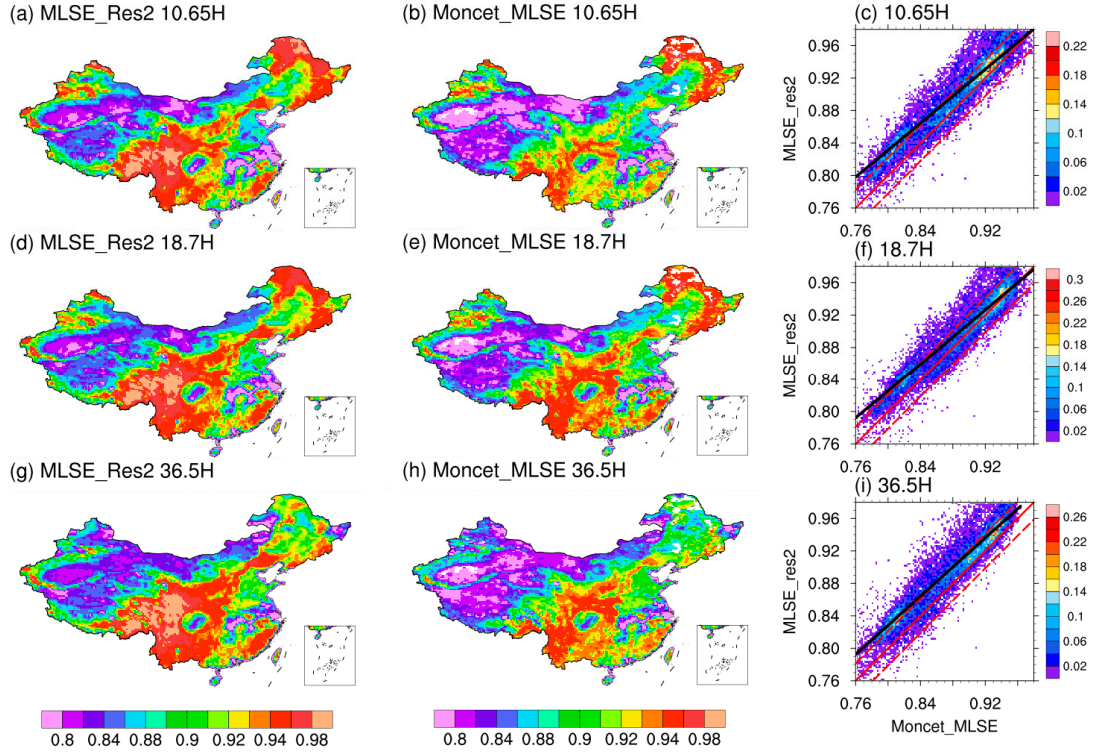 (a) MLSE_Res2 10.65H
(b) Moncet_MLSE 10.65H
(c) 10.65H
MLSE_res2
0.96
0.92
0.88
0.84
0.80
0.76
0.76 0.84 0.92
0.22
0.18
0.14
0.1
0.06
0.02
(d) MLSE_Res2 18.7H
(e) Moncet_MLSE 18.7H
(f) 18.7H
MLSE_res2
0.96
0.92
0.88
0.84
0.80
0.76
0.76 0.84 0.92
0.3
0.26
0.22
0.18
0.14
0.1
0.06
0.02
(g) MLSE_Res2 36.5H
(h) Moncet_MLSE 36.5H
(i) 36.5H
MLSE_res2
0.96
0.92
0.88
0.84
0.80
0.76
0.76 0.84 0.92
Moncet_MLSE
0.26
0.22
0.18
0.14
0.1
0.06
0.02
0.8 0.84 0.88 0.9 0.92 0.94 0.98
0.8 0.84 0.88 0.9 0.92 0.94 0.98